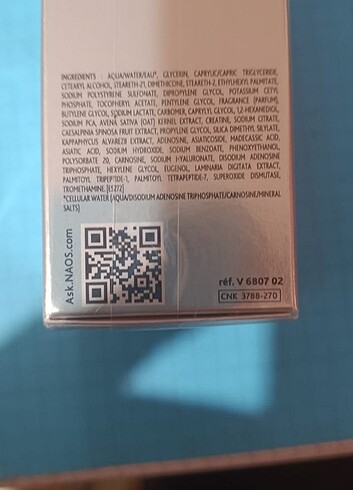 INGREDIENTS : AQUA/WATER/EAU*, GLYCERIN, CAPRYLIC/CAPRIC TRIGLYCERIDE,
CETEARYL ALCOHOL, STEARETH-21, DIMETHICONE, STEARETH-2, ETHYLHEXYL PALMITATE,
SODIUM POLYSTYRENE SULFONATE, DIPROPYLENE GLYCOL, POTASSIUM CETYL
PHOSPHATE, TOCOPHERYL ACETATE, PENTYLENE GLYCOL, FRAGRANCE (PARFUM),
BUTYLENE GLYCOL, SODIUM LACTATE, CARBOMER, CAPRYLYL GLYCOL, 1,2-HEXANEDIOL,
SODIUM PCA, AVENA SATIVA (OAT) KERNEL EXTRACT, CREATINE, SODIUM CITRATE,
CAESALPINIA SPINOSA FRUIT EXTRACT, PROPYLENE GLYCOL, SILICA DIMETHYL SILYLATE,
KAPPAPHYCUS ALVAREZII EXTRACT, ADENOSINE, ASIATICOSIDE, MADECASSIC ACID,
ASIATIC ACID, SODIUM HYDROXIDE, SODIUM BENZOATE, PHENOXYETHANOL,
POLYSORBATE 20, CARNOSINE, SODIUM HYALURONATE, DISODIUM ADENOSINE
TRIPHOSPHATE, HEXYLENE GLYCOL, EUGENOL, LAMINARIA DIGITATA EXTRACT,
PALMITOYL TRIPEPTIDE-1, PALMITOYL TETRAPEPTIDE-7, SUPEROXIDE DISMUTASE,
TROMETHAMINE.
*CELLULAR WATER (AQUA/DISODIUM ADENOSINE TRIPHOSPHATE/CARNOSINE/MINERAL
SALTS)
Ask.NAOS.com
réf. V 6807 02
CNK 3788-270